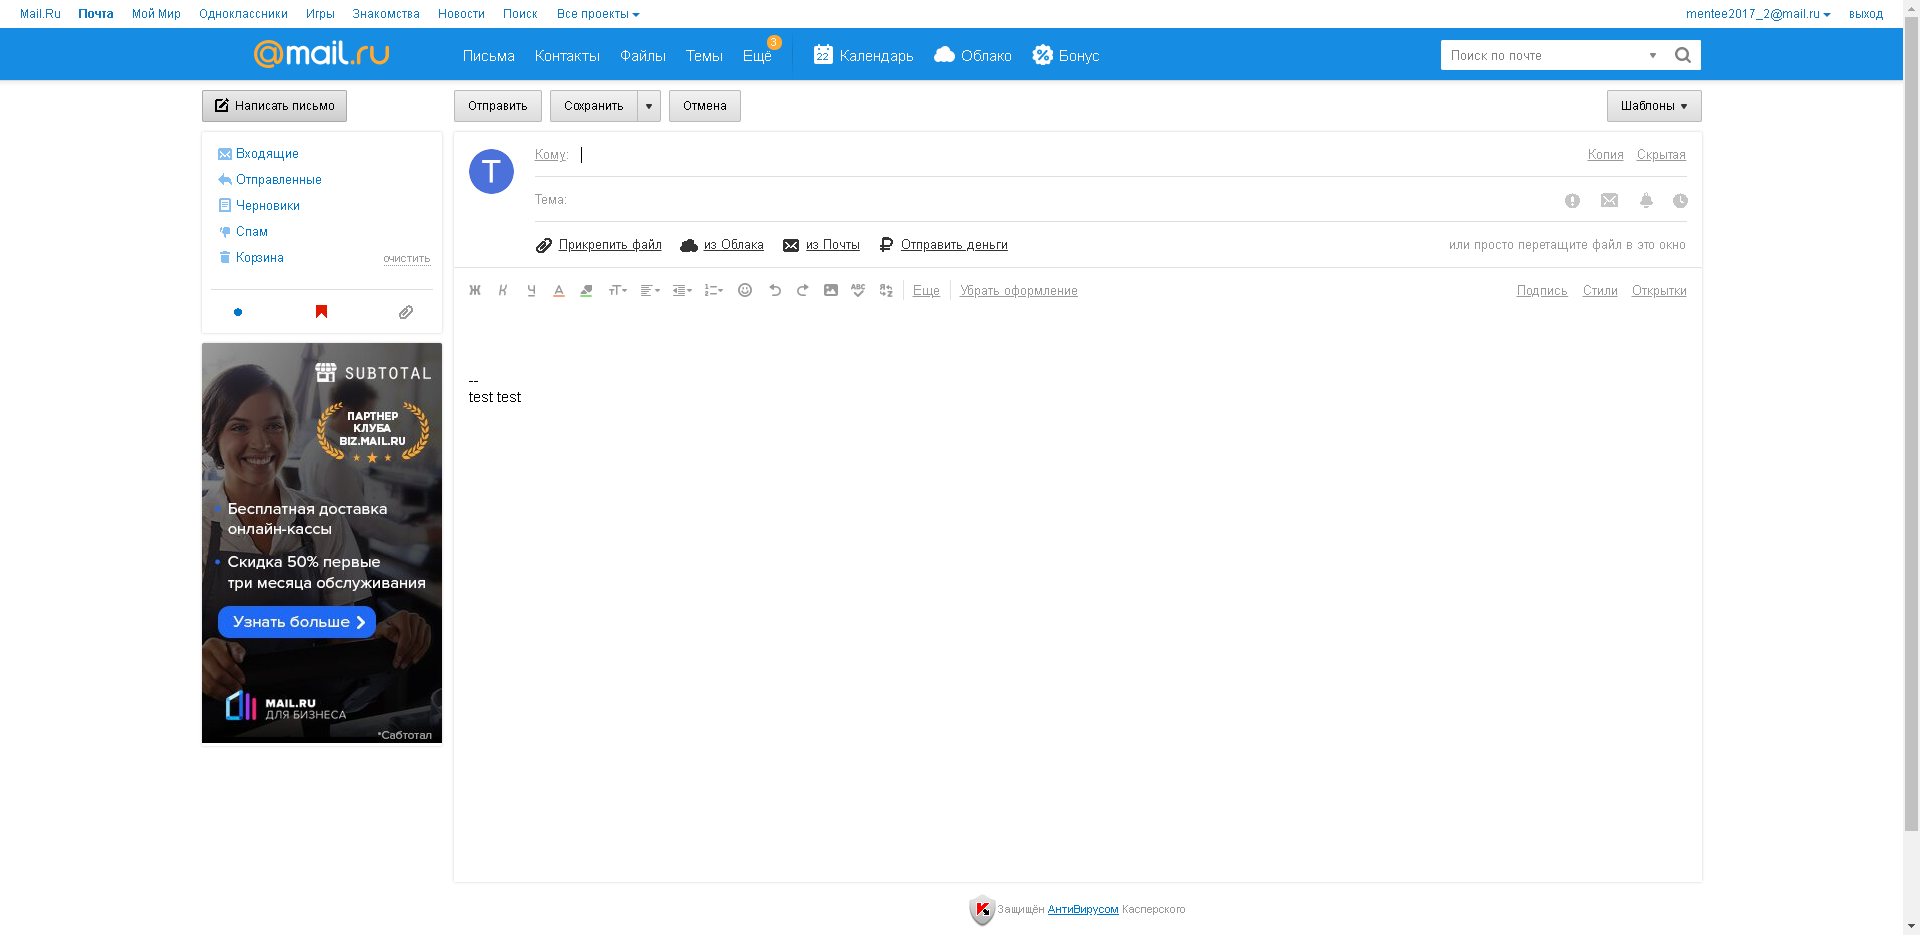 Mail.Ru Почта Мой Мир Одноклассники Игры Знакомства Новости Поиск Все проекты mentee2017_2@mail.ru выход
@mail.ru Письма Контакты Файлы Темы Ещё 3 22 Календарь Облако Бонус Поиск по почте
Написать письмо Отправить Сохранить Отмена Шаблоны
Входящие
Отправленные
Черновики
Спам
Корзина очистить
SUBTOTAL
ПАРТНЕР
КЛУБА
BIZ.MAIL.RU
Бесплатная доставка
онлайн-кассы
Скидка 50% первые
три месяца обслуживания
Узнать больше
MAIL.RU
ДЛЯ БИЗНЕСА
*Сабтотал
T
Кому: Копия Скрытая
Тема:
Прикрепить файл из Облака из Почты Отправить деньги или просто перетащите файл в это окно
Ж К Ч А тТ ABC Еще Убрать оформление Подпись Стили Открытки
--
test test
Защищён АнтиВирусом Касперского